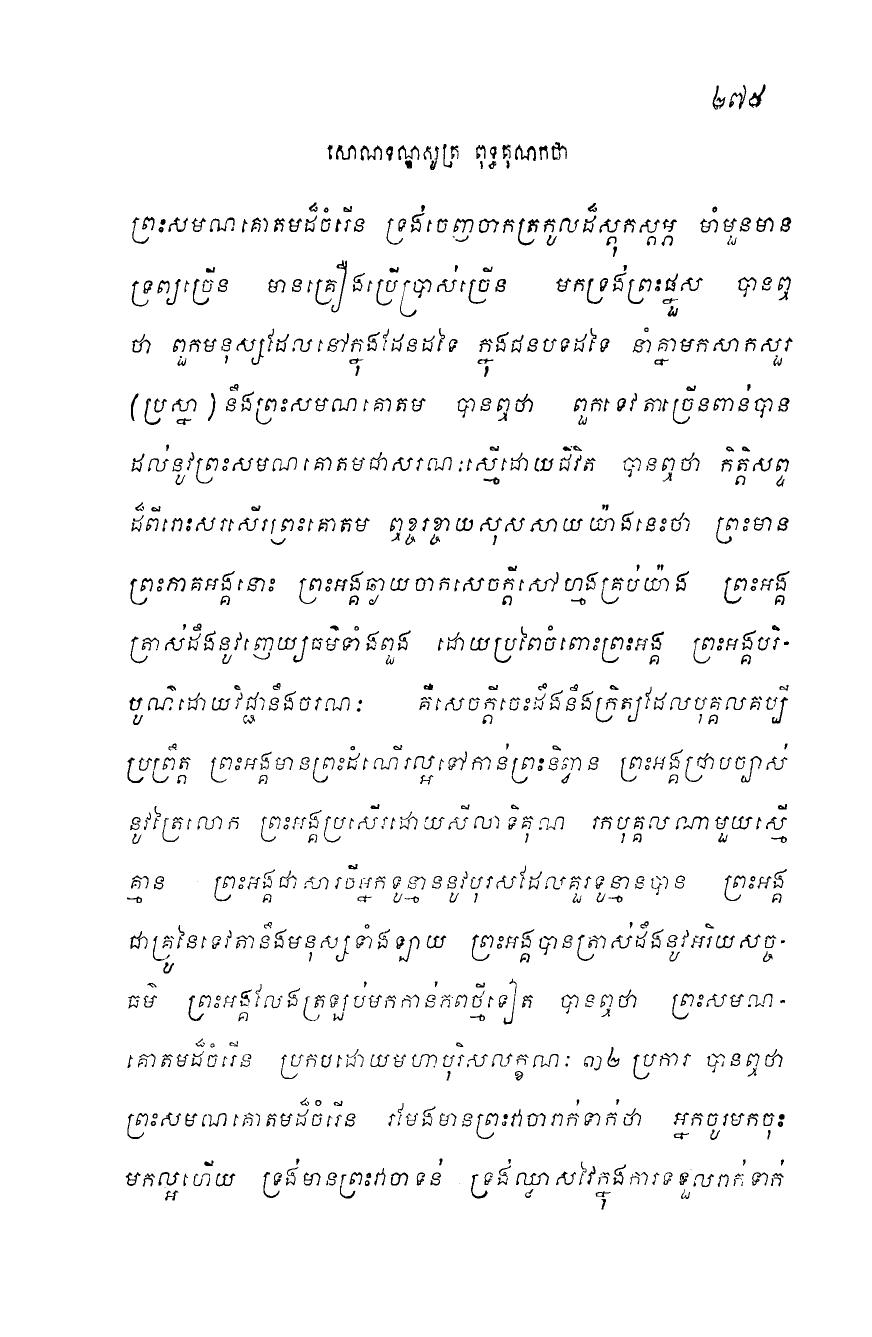 ២៧៥
សោណទណ្ឌសូត្រ ពុទ្ធគុណកថា
ព្រះសមណគោតមដ៏ចំរើន ទ្រង់ចេញចាកត្រកូលដ៏ស្តុកស្តម្ភ មាំមួនមាន
ទ្រព្យច្រើន មានគ្រឿងប្រើប្រាស់ច្រើន មកទ្រង់ព្រះផ្នួស បានឮ
ថា ពួកមនុស្សដែលនៅក្នុងដែនដទៃ ក្នុងជនបទដទៃ នាំគ្នាមកសាកសួរ
(ប្រស្នា) នឹងព្រះសមណគោតម បានឮថា ពួកទេវតាច្រើនពាន់បាន
ដល់នូវព្រះសមណគោតមជាសរណៈស្មើដោយជីវិត បានឮថា កិត្តិសព្ទ
ដ៏ពីរោះសរសើរព្រះគោតម ឮខ្ចរខ្ចាយសុសសាយយ៉ាងនេះថា ព្រះមាន
ព្រះភាគអង្គនោះ ព្រះអង្គឆ្ងាយចាកសេចក្តីសៅហ្មងគ្រប់យ៉ាង ព្រះអង្គ
ត្រាស់ដឹងនូវញេយ្យធម៌ទាំងពួង ដោយប្រពៃចំពោះព្រះអង្គ ព្រះអង្គបរិ-
បូណ៌ដោយវិជ្ជានឹងចរណៈ គឺសេចក្តីចេះដឹងនឹងក្រិត្យដែលបុគ្គលគប្បី
ប្រព្រឹត្ត ព្រះអង្គមានព្រះដំណើរល្អទៅកាន់ព្រះនិព្វាន ព្រះអង្គជ្រាបច្បាស់
នូវត្រៃលោក ព្រះអង្គប្រសើរដោយសីលាទិគុណ រកបុគ្គលណាមួយស្មើ
គ្មាន ព្រះអង្គជាសារថីអ្នកទូន្មាននូវបុរសដែលគួរទូន្មានបាន ព្រះអង្គ
ជាគ្រូនៃទេវតានឹងមនុស្សទាំងឡាយ ព្រះអង្គបានត្រាស់ដឹងនូវអរិយសច្ច-
ធម៌ ព្រះអង្គលែងត្រឡប់មកកាន់ភពថ្មីទៀត បានឮថា ព្រះសមណ-
គោតមដ៏ចំរើន ប្រកបដោយមហាបុរិសលក្ខណៈ ៣២ ប្រការ បានឮថា
ព្រះសមណគោតមដ៏ចំរើន រមែងមានព្រះវាចារាក់ទាក់ថា អ្នកចូរមកចុះ
មកល្អហើយ ទ្រង់មានព្រះវាចាទន់ ទ្រង់ឈ្លាសវៃក្នុងការទទួលរាក់ទាក់